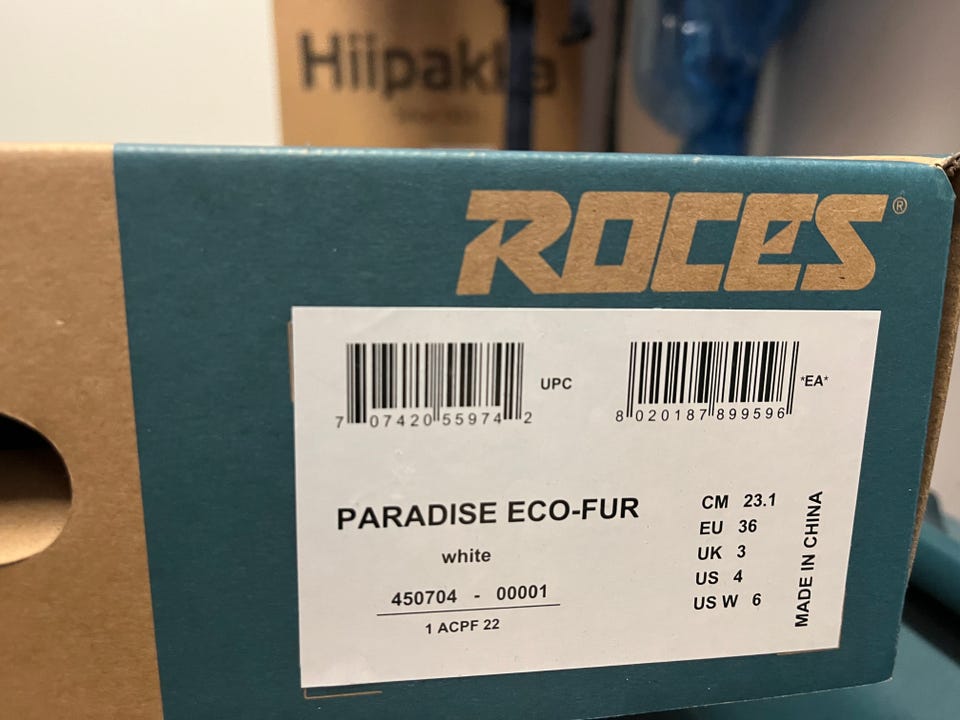 Hiipakka
ROCES®
UPC
7 07420 55974 2
*EA*
8 020187 899596
PARADISE ECO-FUR
white
450704 - 00001
1 ACPF 22
CM 23.1
EU 36
UK 3
US 4
US W 6
MADE IN CHINA